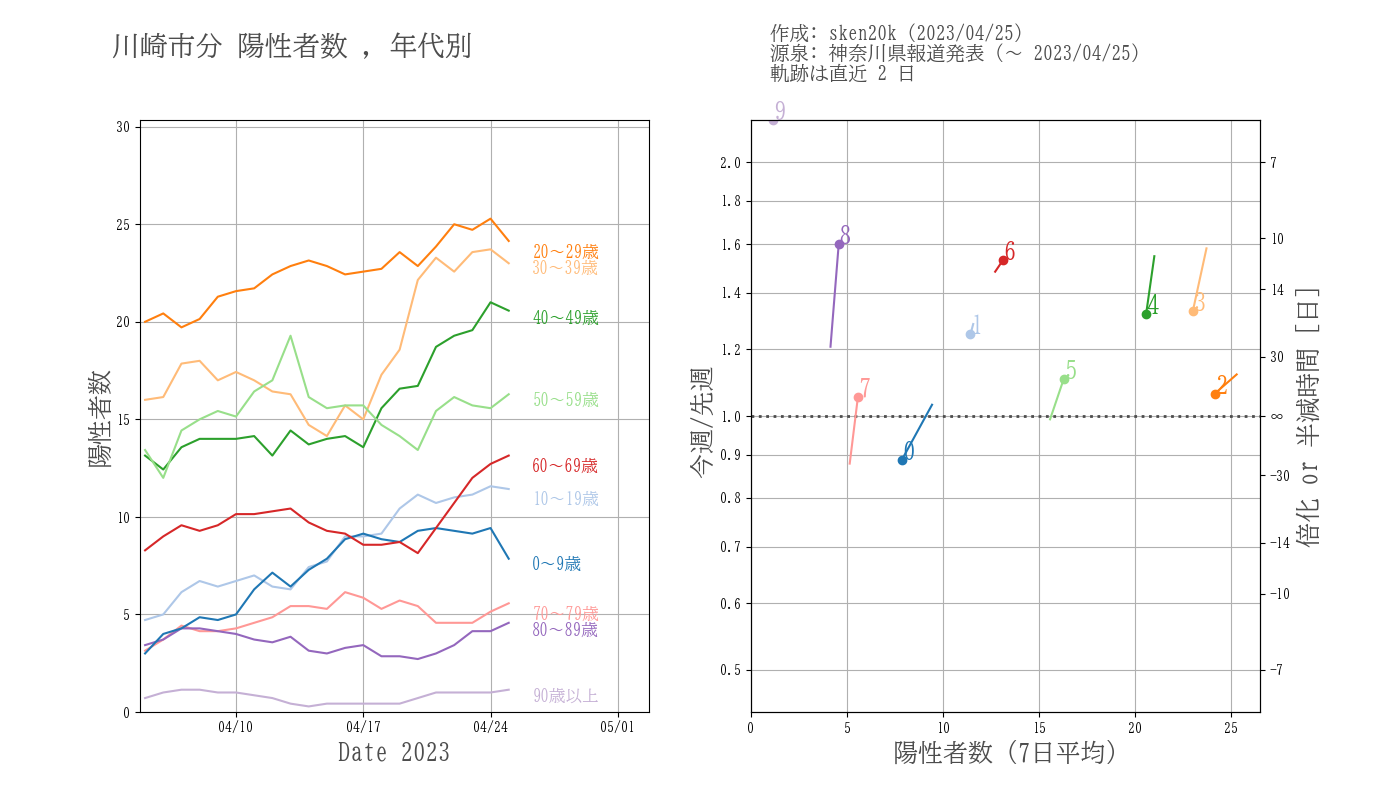 川崎市分 陽性者数 , 年代別
作成: sken20k (2023/04/25)
源泉: 神奈川県報道発表 (～ 2023/04/25)
軌跡は直近 2 日
陽性者数
30
25
20
15
10
5
0
20～29歳
30～39歳
40～49歳
50～59歳
60～69歳
10～19歳
0～9歳
70～79歳
80～89歳
90歳以上
04/10
04/17
04/24
05/01
Date 2023
今週/先週
2.0
1.8
1.6
1.4
1.2
1.0
0.9
0.8
0.7
0.6
0.5
9
8
6
1
4
3
5
7
2
0
7
10
14
30
∞
−30
−14
−10
−7
倍化 or 半減時間 [日]
0
5
10
15
20
25
陽性者数 (7日平均)